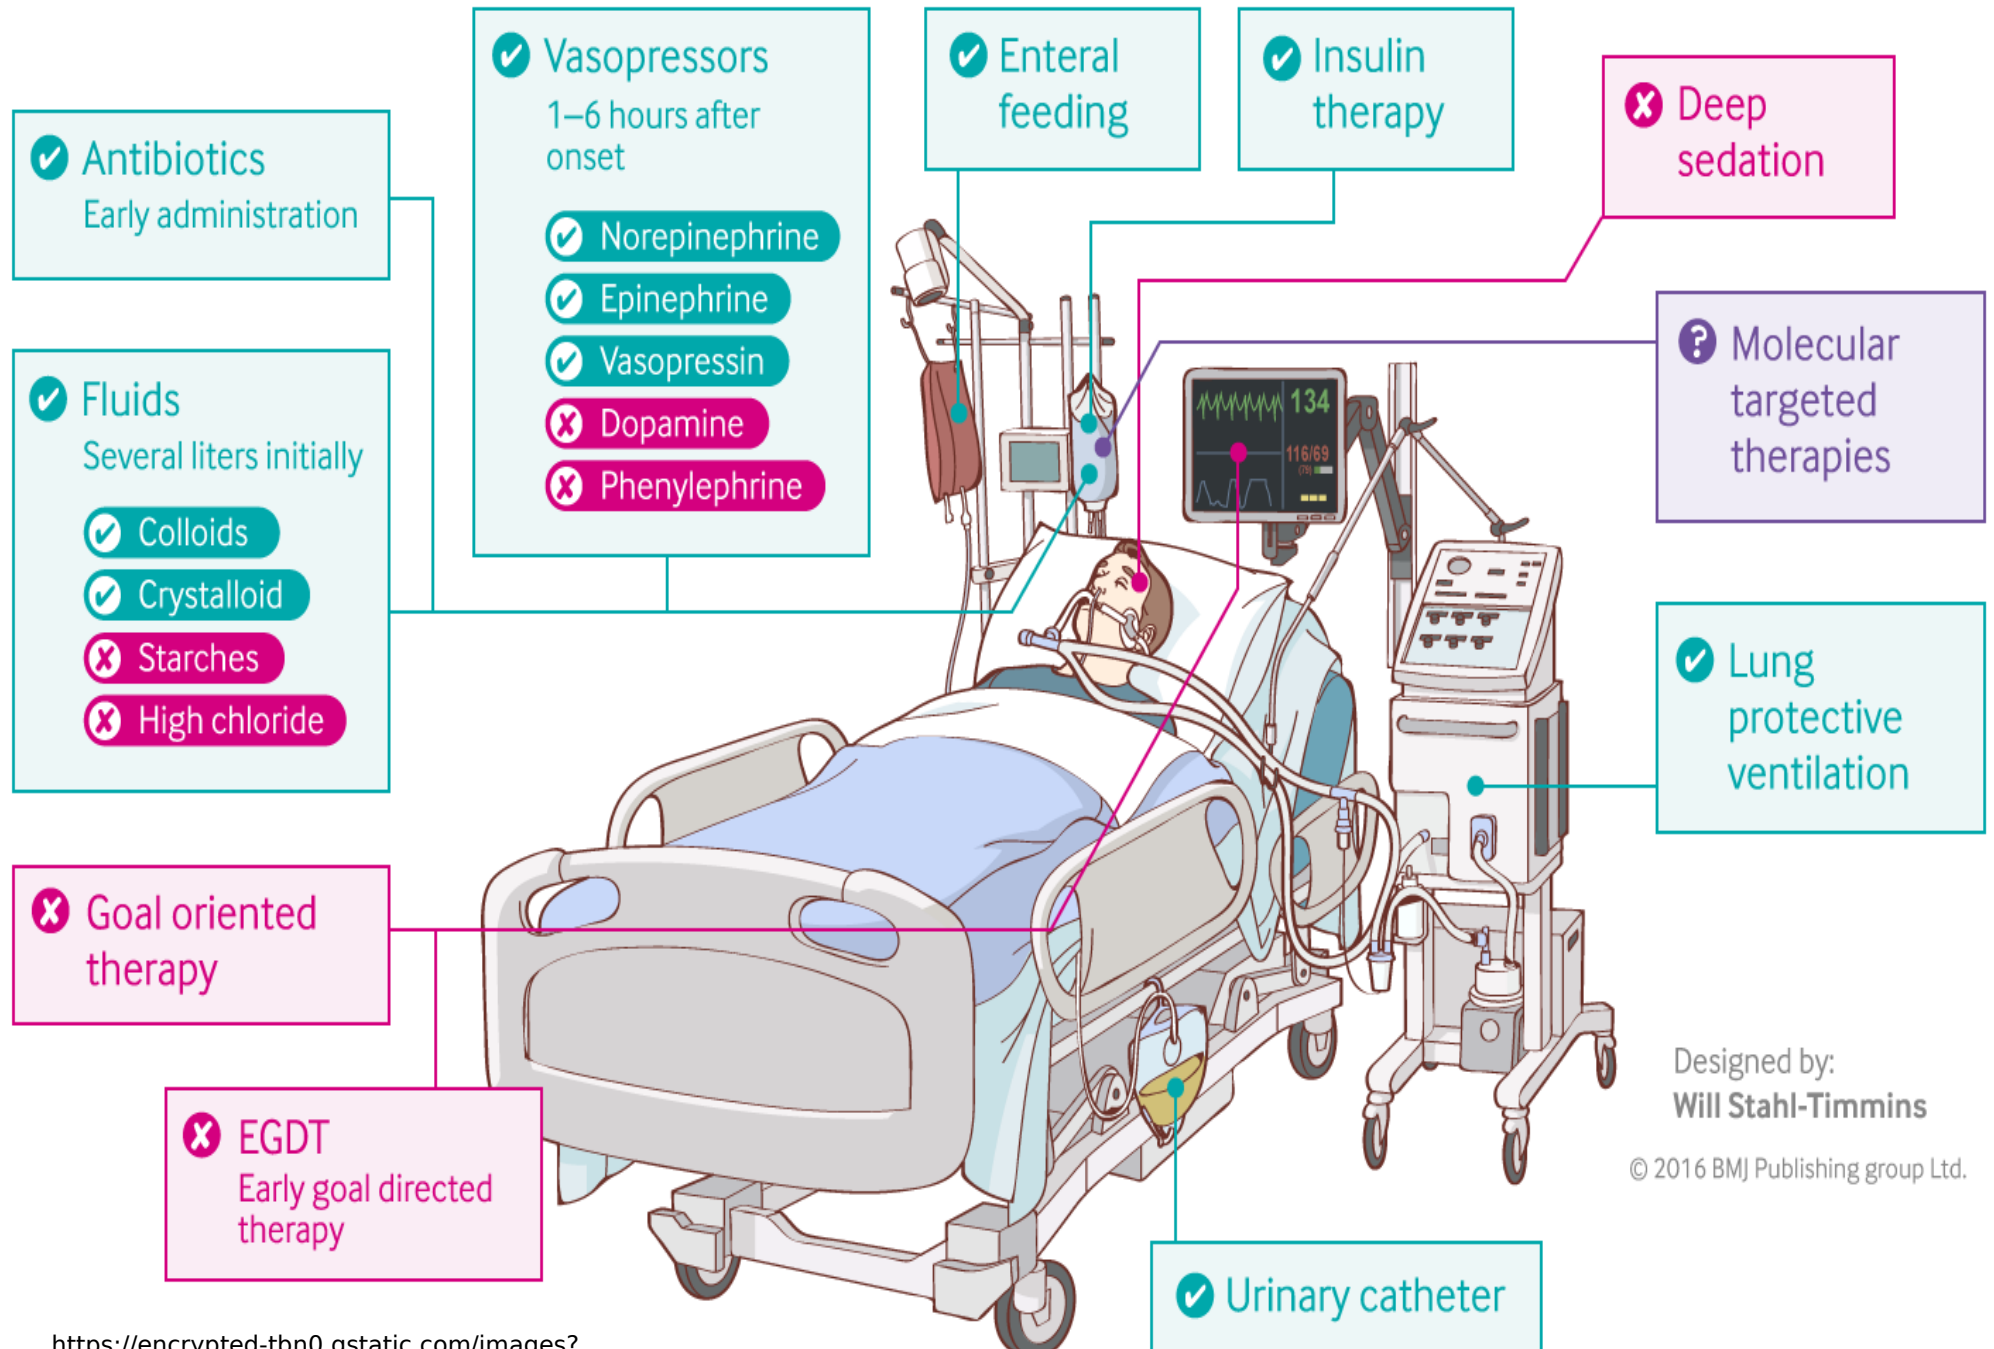 Vasopressors
1–6 hours after
onset
Norepinephrine
Epinephrine
Vasopressin
Dopamine
Phenylephrine
Enteral
feeding
Insulin
therapy
Deep
sedation
Antibiotics
Early administration
Fluids
Several liters initially
Colloids
Crystalloid
Starches
High chloride
Molecular
targeted
therapies
134
116/69
(79)
Lung
protective
ventilation
Goal oriented
therapy
EGDT
Early goal directed
therapy
Urinary catheter
Designed by:
Will Stahl-Timmins
© 2016 BMJ Publishing group Ltd.
https://encrypted-tbn0.gstatic.com/images?